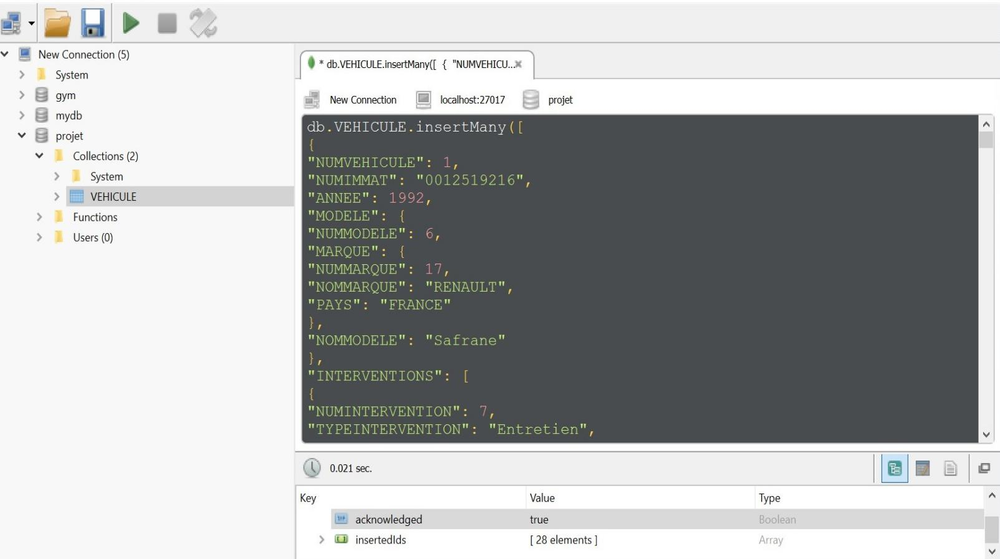 New Connection (5)
System
gym
mydb
projet
Collections (2)
System
VEHICULE
Functions
Users (0)
* db.VEHICULE.insertMany([ { "NUMVEHICU...
New Connection localhost:27017 projet
db.VEHICULE.insertMany([
{
"NUMVEHICULE": 1,
"NUMIMMAT": "0012519216",
"ANNEE": 1992,
"MODELE": {
"NUMMODELE": 6,
"MARQUE": {
"NUMMARQUE": 17,
"NOMMARQUE": "RENAULT",
"PAYS": "FRANCE"
},
"NOMMODELE": "Safrane"
},
"INTERVENTIONS": [
{
"NUMINTERVENTION": 7,
"TYPEINTERVENTION": "Entretien",
0.021 sec.
Key Value Type
acknowledged true Boolean
insertedIds [ 28 elements ] Array